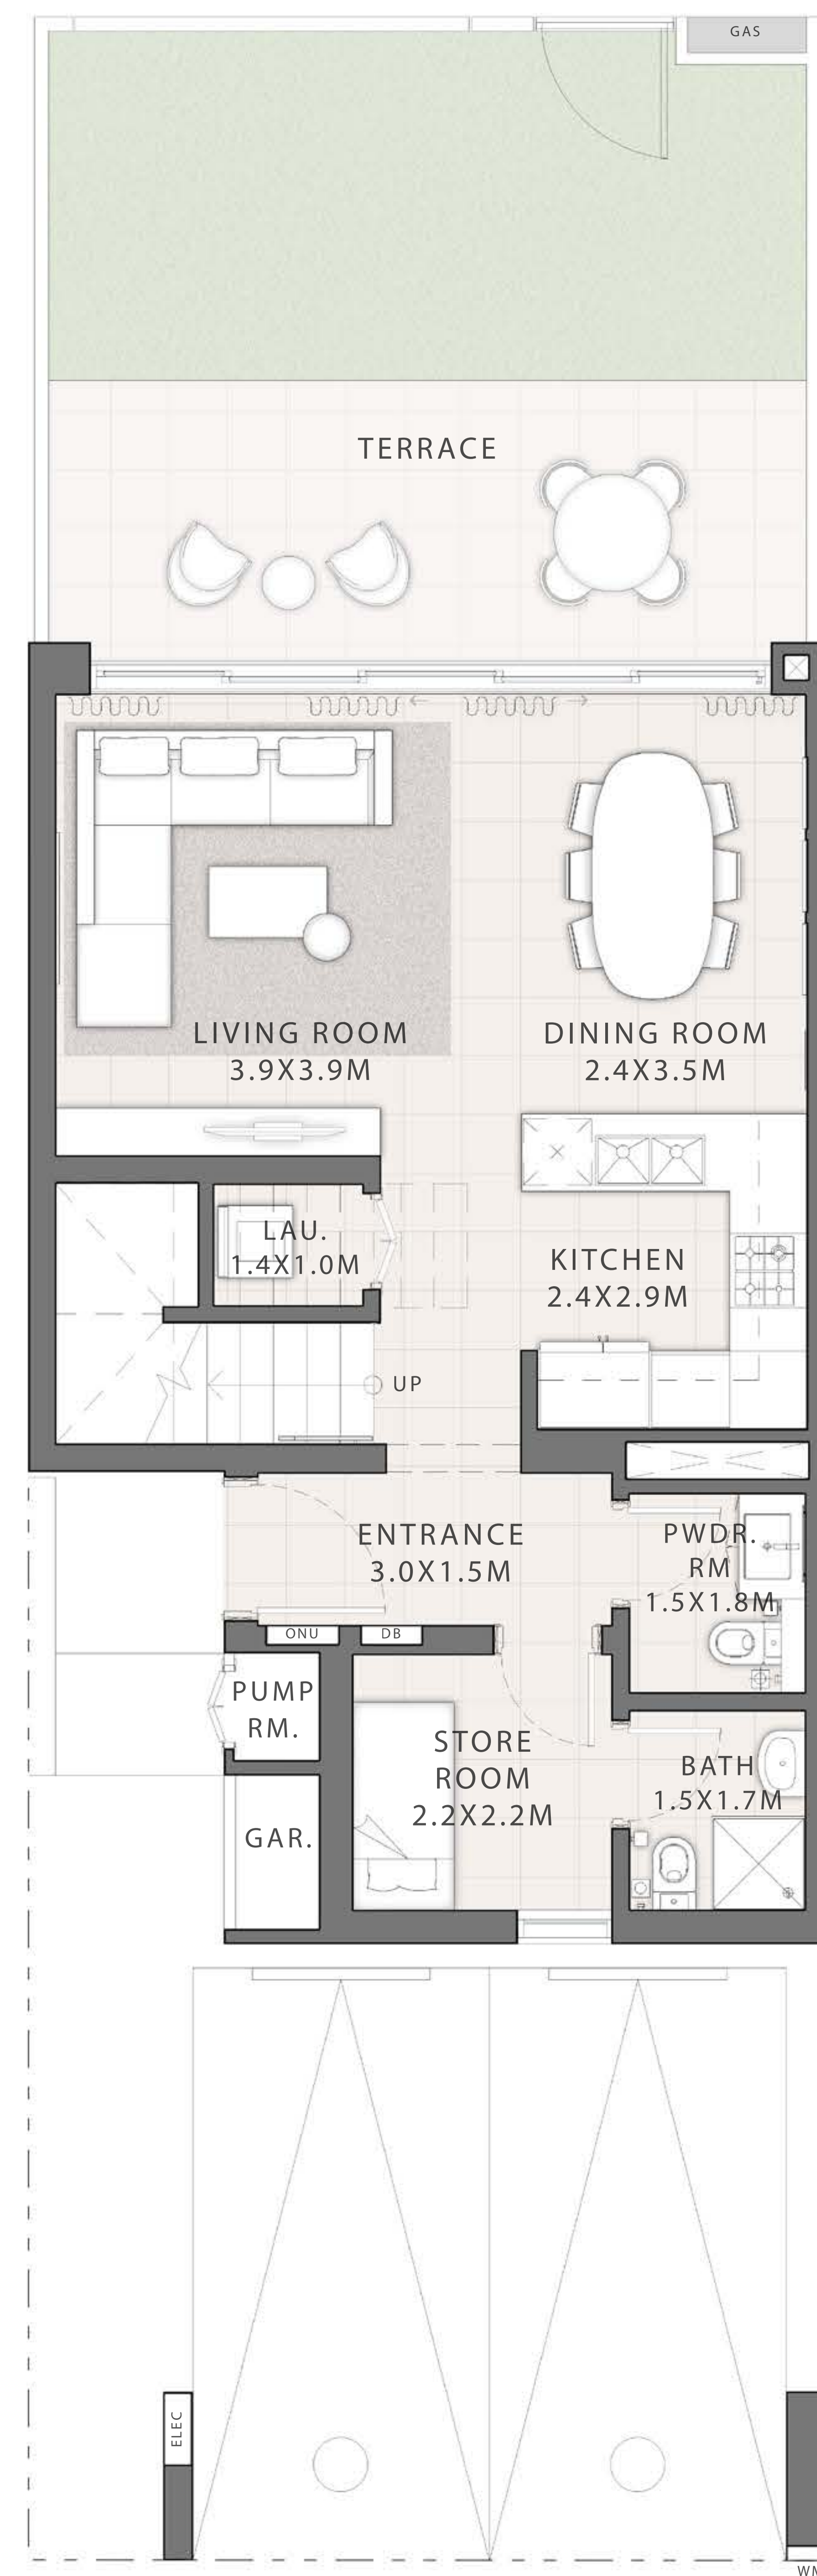 GAS
TERRACE
LIVING ROOM
3.9X3.9M
DINING ROOM
2.4X3.5M
LAU.
1.4X1.0M
KITCHEN
2.4X2.9M
UP
ENTRANCE
3.0X1.5M
PWDR.
RM
1.5X1.8M
ONU
DB
PUMP
RM.
STORE
ROOM
2.2X2.2M
BATH
1.5X1.7M
GAR.
ELEC
WM